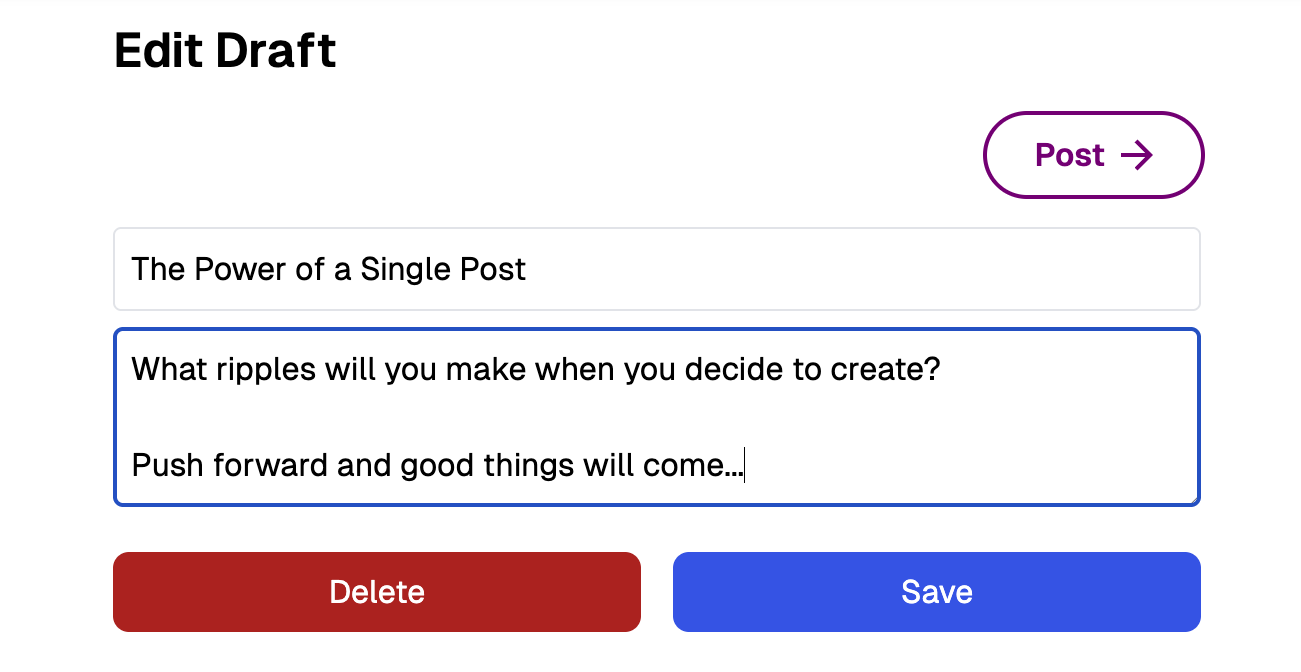 Edit Draft
Post →
The Power of a Single Post
What ripples will you make when you decide to create?
Push forward and good things will come...
Delete
Save